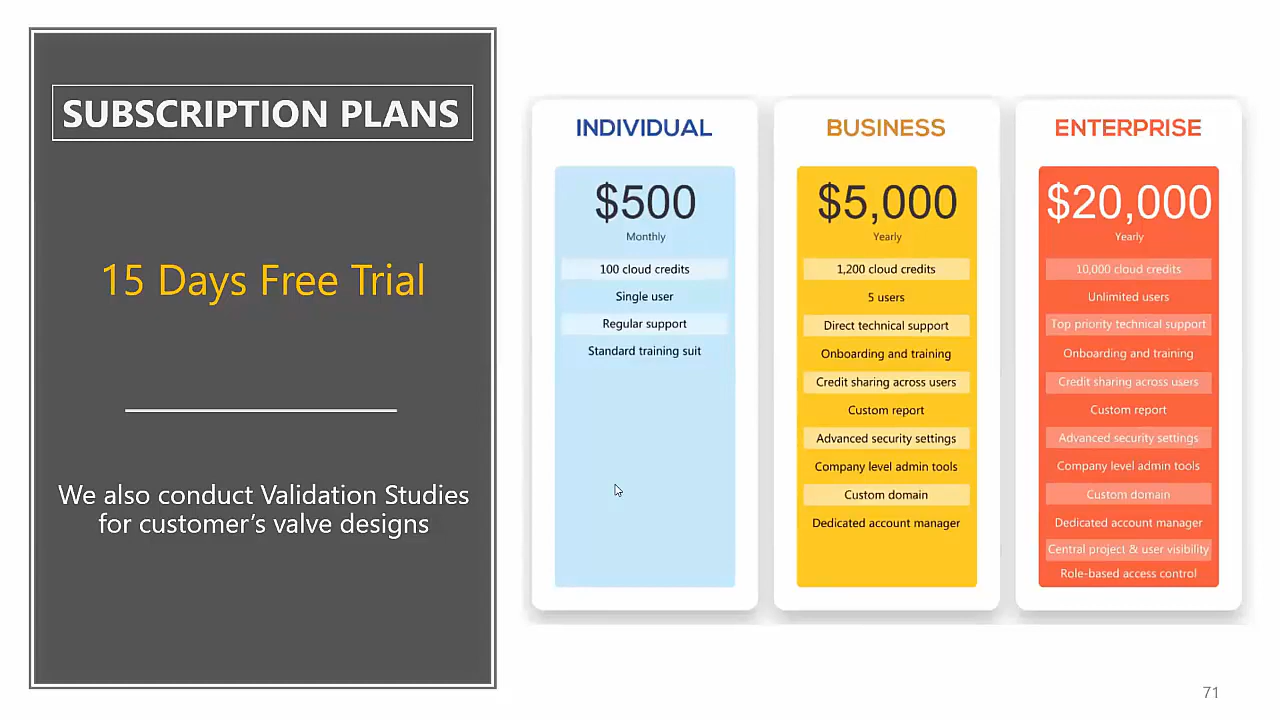 SUBSCRIPTION PLANS
15 Days Free Trial
We also conduct Validation Studies
for customer's valve designs
INDIVIDUAL
$500
Monthly
100 cloud credits
Single user
Regular support
Standard training suit
BUSINESS
$5,000
Yearly
1,200 cloud credits
5 users
Direct technical support
Onboarding and training
Credit sharing across users
Custom report
Advanced security settings
Company level admin tools
Custom domain
Dedicated account manager
ENTERPRISE
$20,000
Yearly
10,000 cloud credits
Unlimited users
Top priority technical support
Onboarding and training
Credit sharing across users
Custom report
Advanced security settings
Company level admin tools
Custom domain
Dedicated account manager
Central project & user visibility
Role-based access control
71